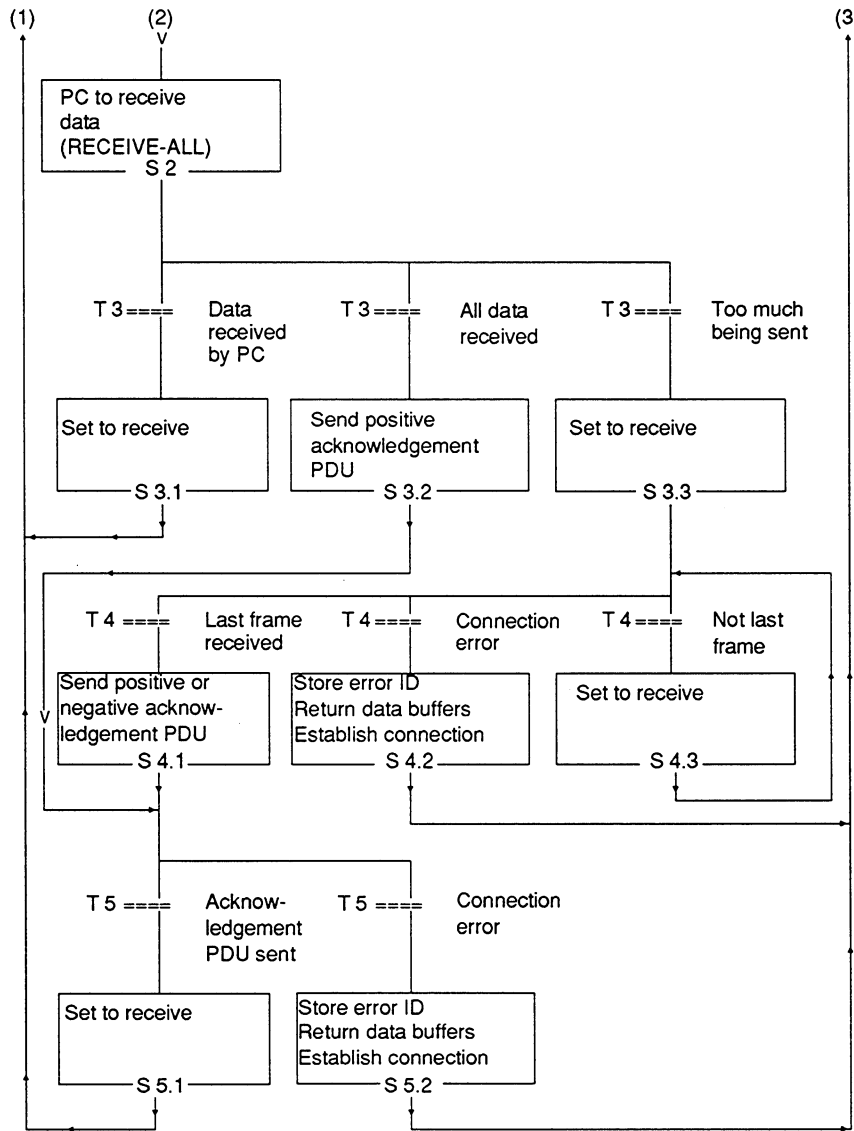 (1)
(2)
(3
V
PC to receive
data
(RECEIVE-ALL)
S 2
T 3 ====
Data
received
by PC
T 3 ====
All data
received
T 3 ====
Too much
being sent
Set to receive
S 3.1
Send positive
acknowledgement
PDU
S 3.2
Set to receive
S 3.3
T 4 ====
Last frame
received
T 4 ====
Connection
error
T 4 ====
Not last
frame
V
Send positive or
negative acknow-
ledgement PDU
S 4.1
Store error ID
Return data buffers
Establish connection
S 4.2
Set to receive
S 4.3
T 5 ====
Acknow-
ledgement
PDU sent
T 5 ====
Connection
error
Set to receive
S 5.1
Store error ID
Return data buffers
Establish connection
S 5.2